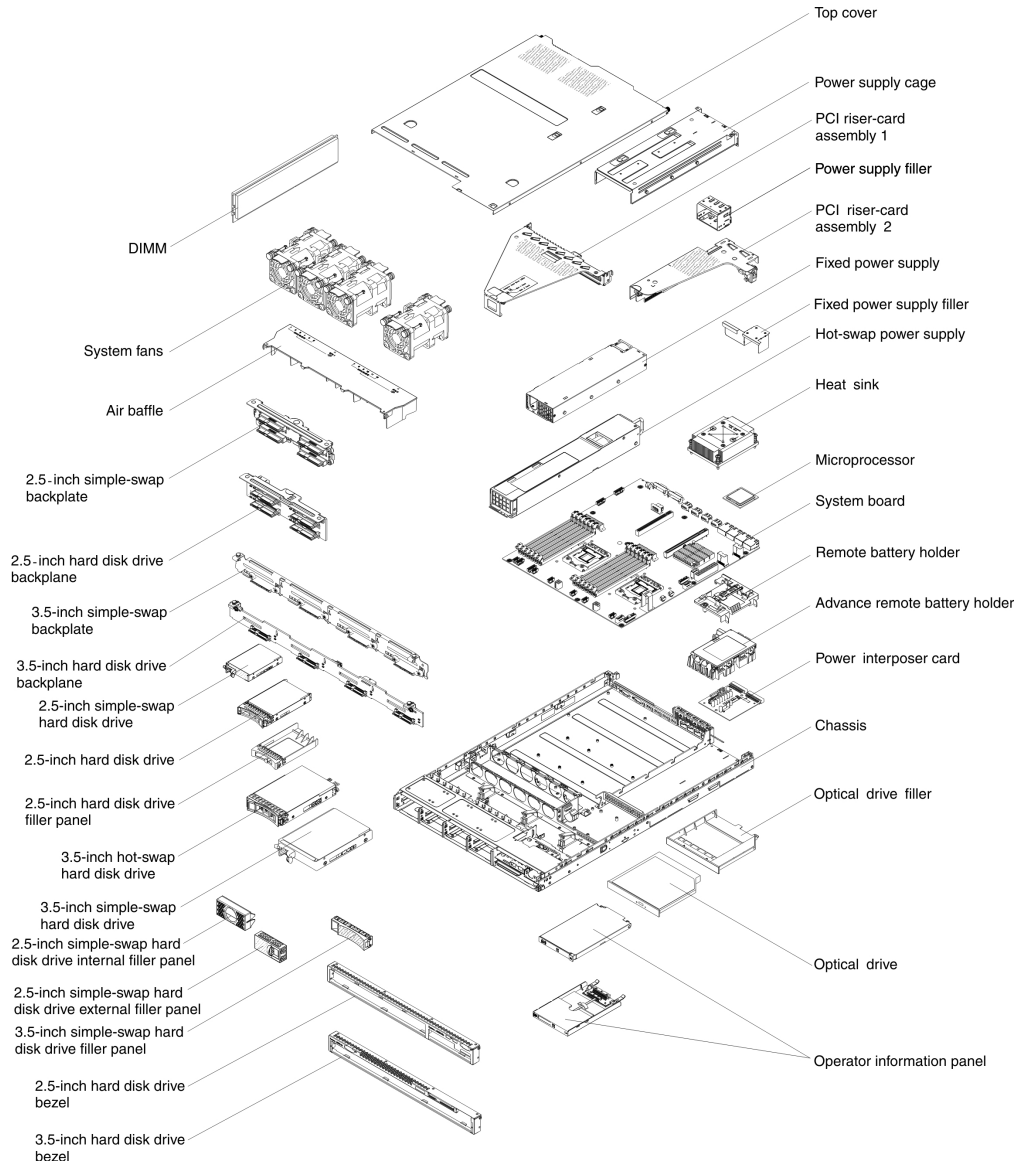 Top cover
Power supply cage
PCI riser-card
assembly 1
Power supply filler
PCI riser-card
assembly 2
Fixed power supply
Fixed power supply filler
Hot-swap power supply
Heat sink
Microprocessor
System board
Remote battery holder
Advance remote battery holder
Power interposer card
Chassis
Optical drive filler
Optical drive
Operator information panel
DIMM
System fans
Air baffle
2.5-inch simple-swap
backplate
2.5-inch hard disk drive
backplane
3.5-inch simple-swap
backplate
3.5-inch hard disk drive
backplane
2.5-inch simple-swap
hard disk drive
2.5-inch hard disk drive
2.5-inch hard disk drive
filler panel
3.5-inch hot-swap
hard disk drive
3.5-inch simple-swap
hard disk drive
2.5-inch simple-swap hard
disk drive internal filler panel
2.5-inch simple-swap hard
disk drive external filler panel
3.5-inch simple-swap hard
disk drive filler panel
2.5-inch hard disk drive
bezel
3.5-inch hard disk drive
bezel